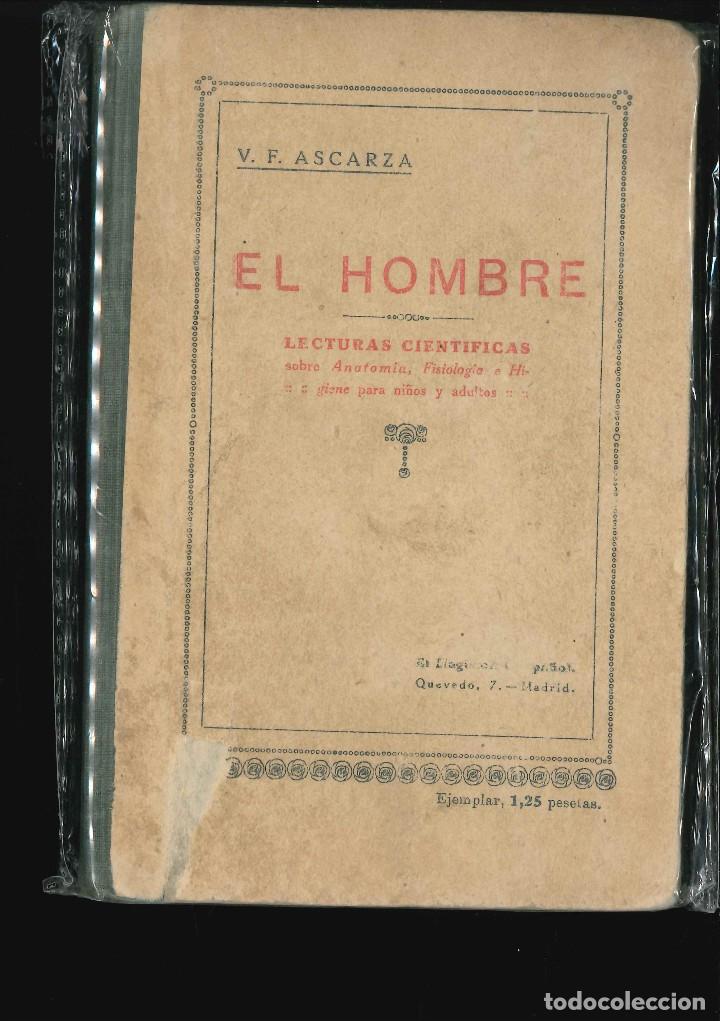 V. F. ASCARZA
EL HOMBRE
LECTURAS CIENTIFICAS
sobre Anatomía, Fisiología e Hi-
:: :: giene para niños y adultos :: ::
El
Quevedo, 7. — Madrid.
Ejemplar, 1,25 pesetas.
todocoleccion